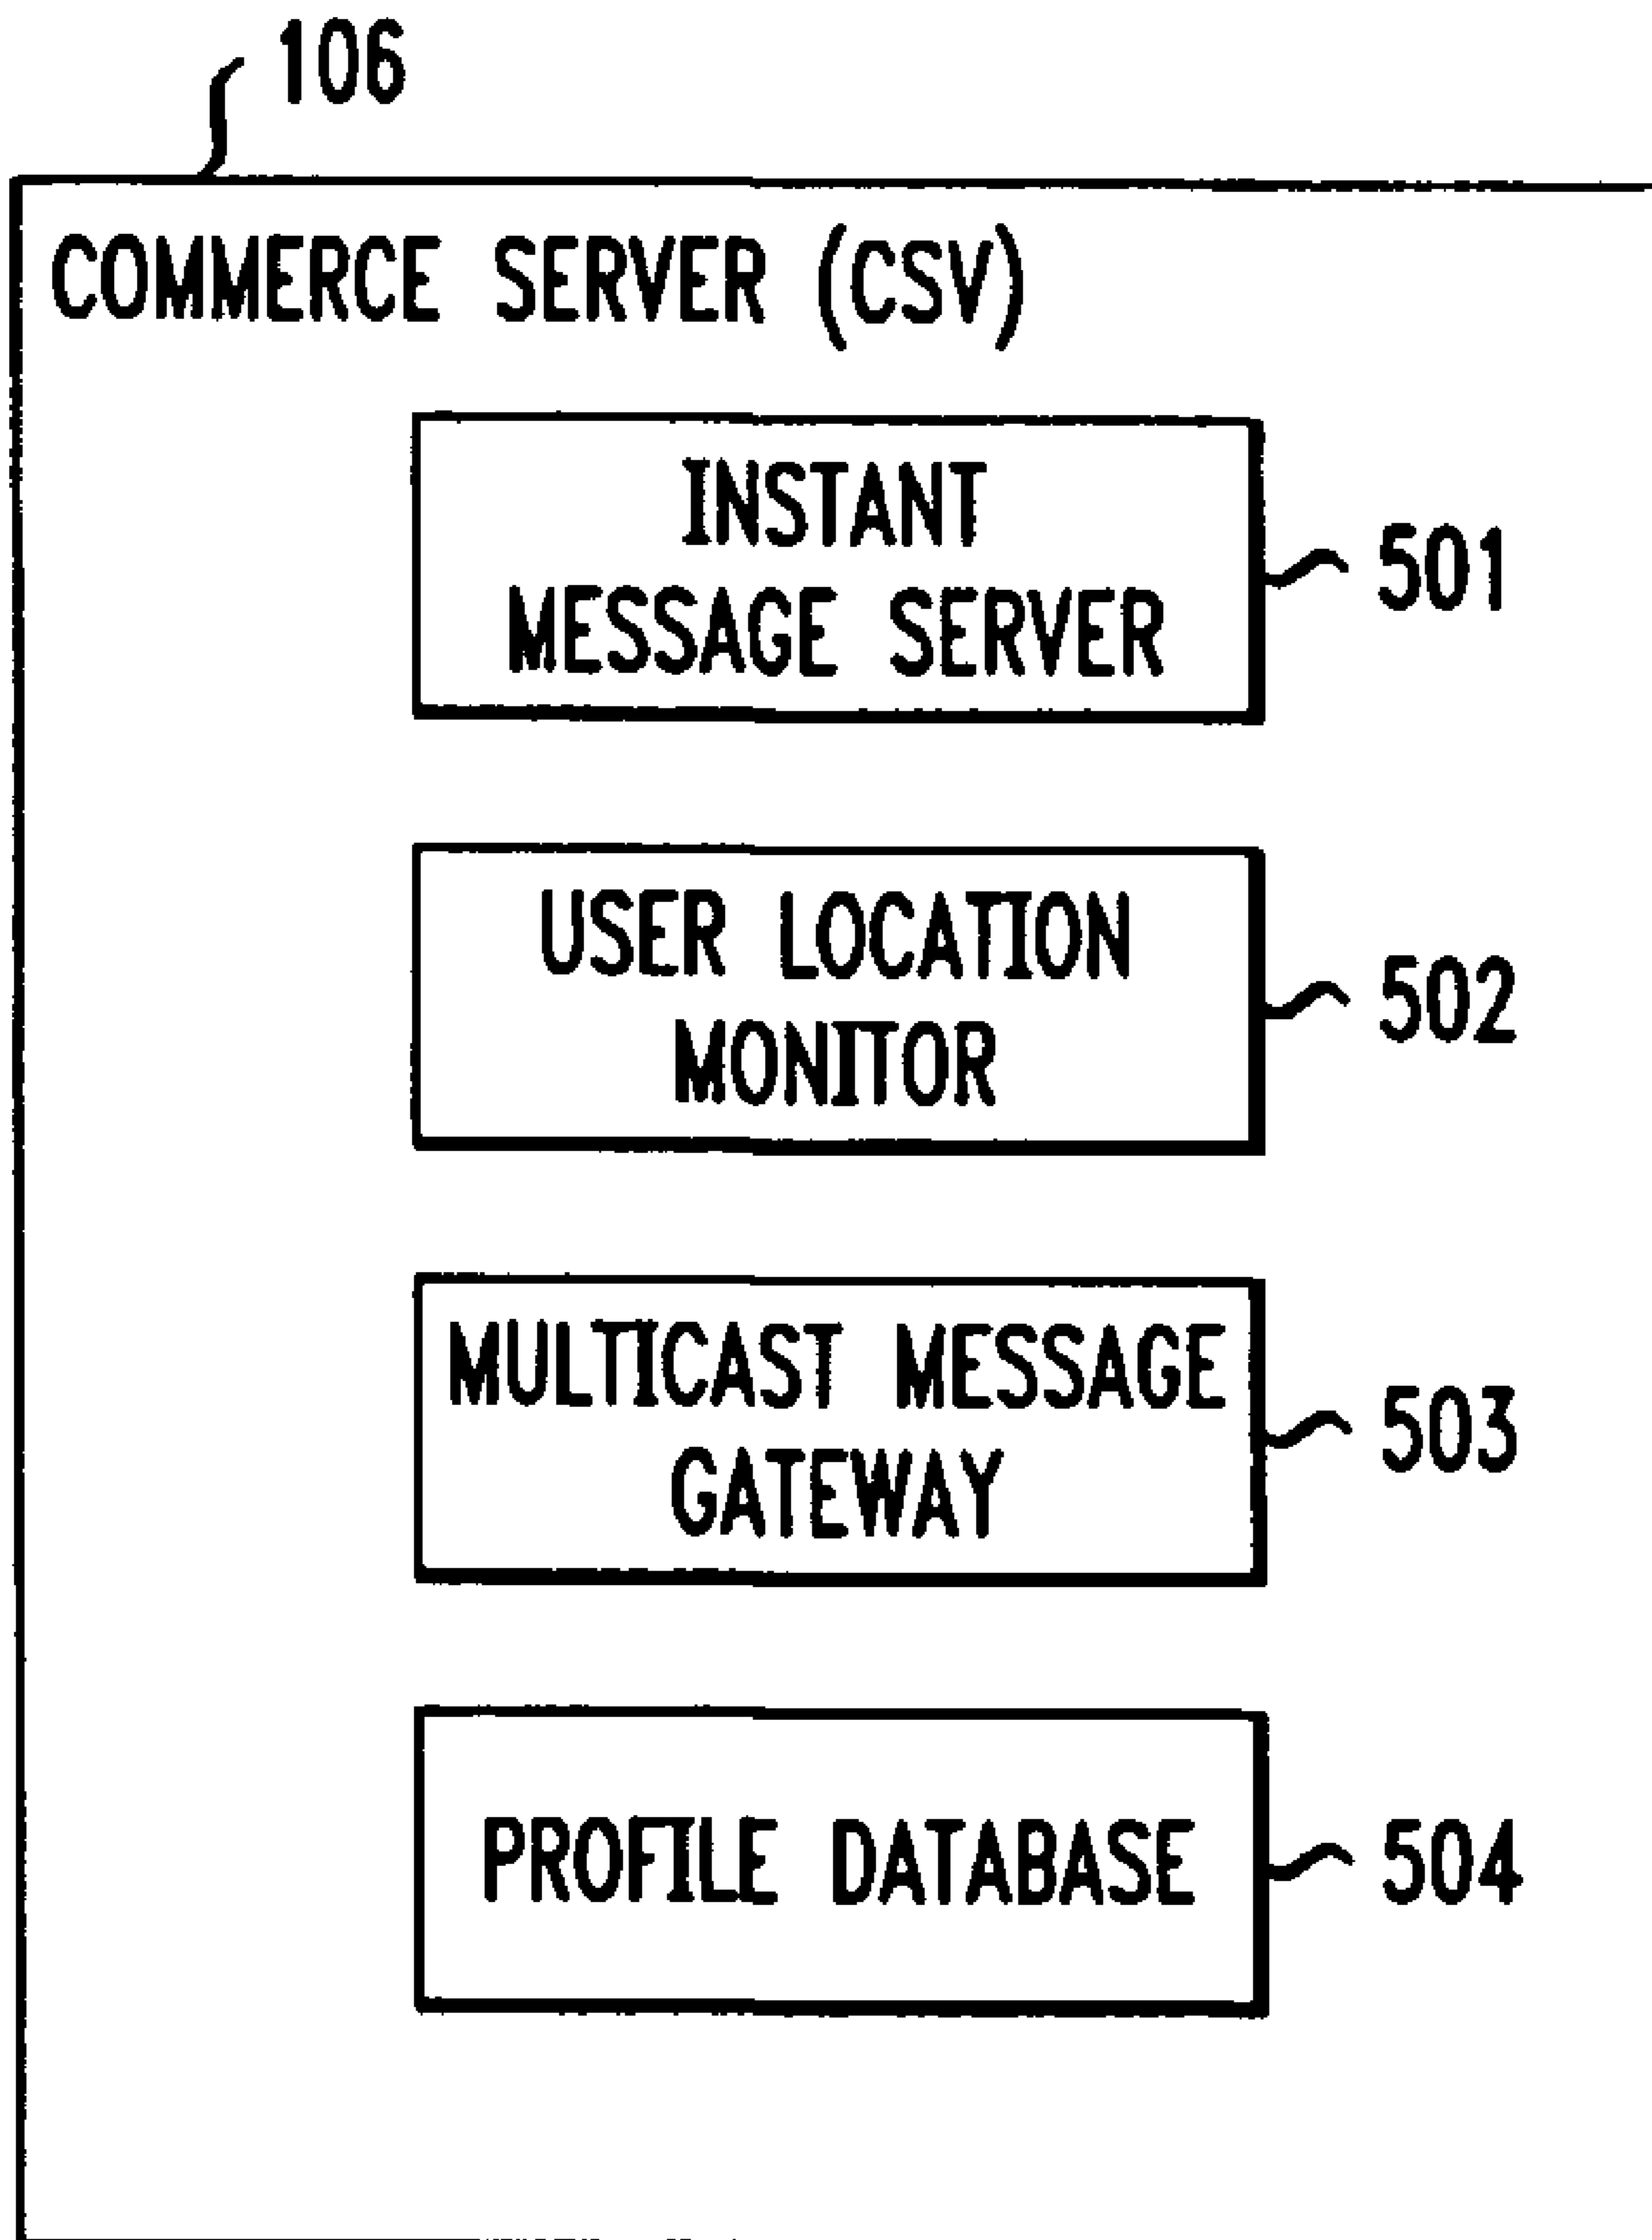 106
COMMERCE SERVER (CSV)
INSTANT
MESSAGE SERVER
501
USER LOCATION
MONITOR
502
MULTICAST MESSAGE
GATEWAY
503
PROFILE DATABASE
504